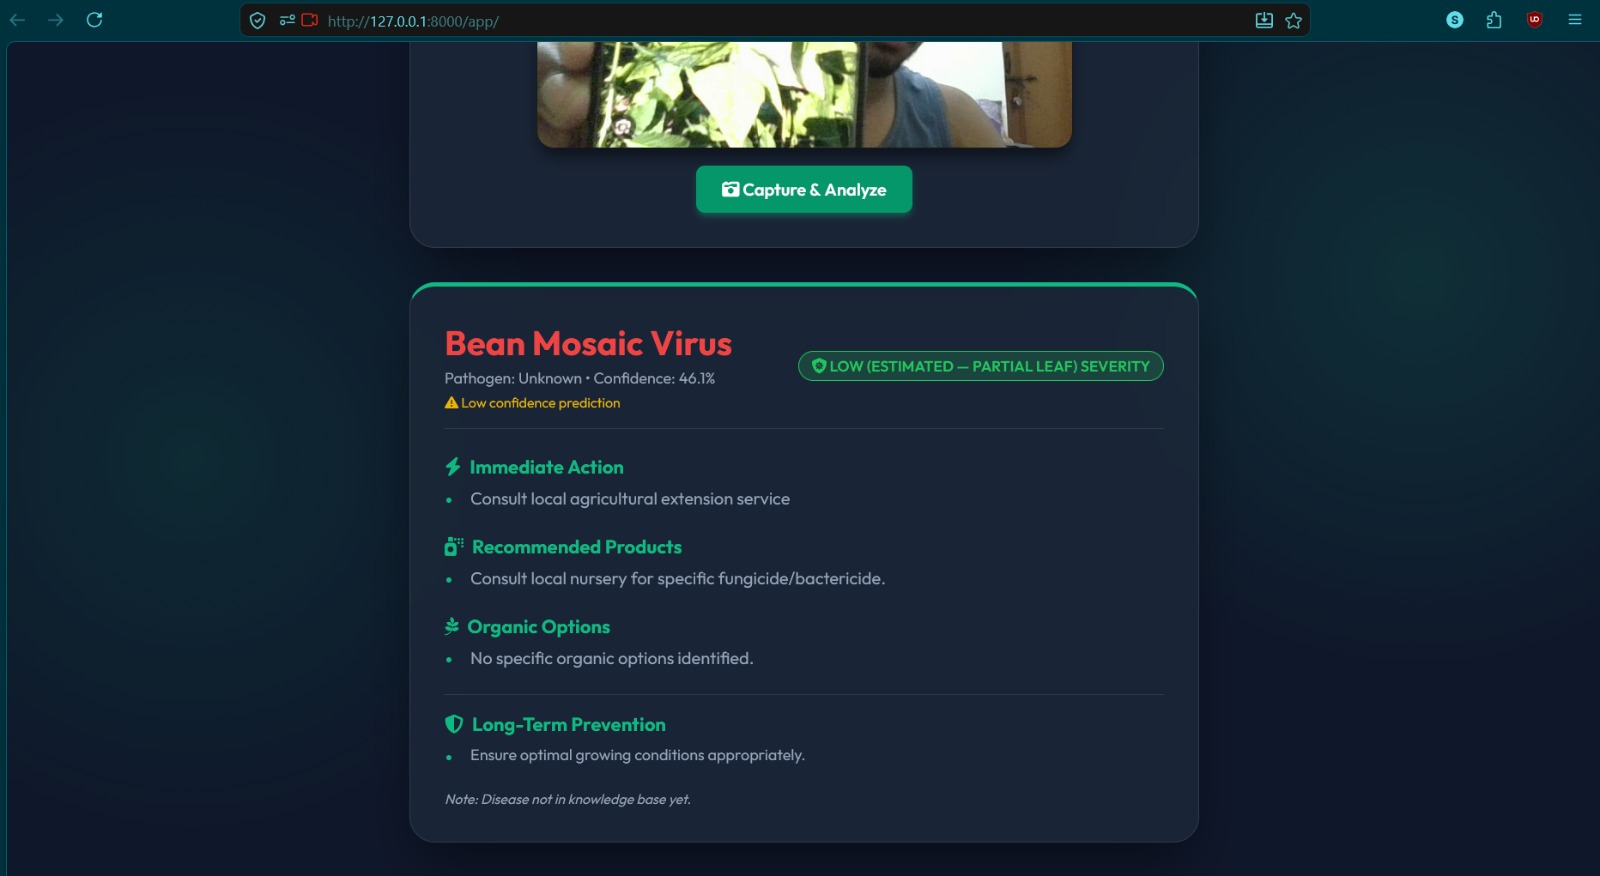 http://127.0.0.1:8000/app/
S
UO
Capture & Analyze
Bean Mosaic Virus
LOW (ESTIMATED — PARTIAL LEAF) SEVERITY
Pathogen: Unknown • Confidence: 46.1%
Low confidence prediction
Immediate Action
• Consult local agricultural extension service
Recommended Products
• Consult local nursery for specific fungicide/bactericide.
Organic Options
• No specific organic options identified.
Long-Term Prevention
• Ensure optimal growing conditions appropriately.
Note: Disease not in knowledge base yet.